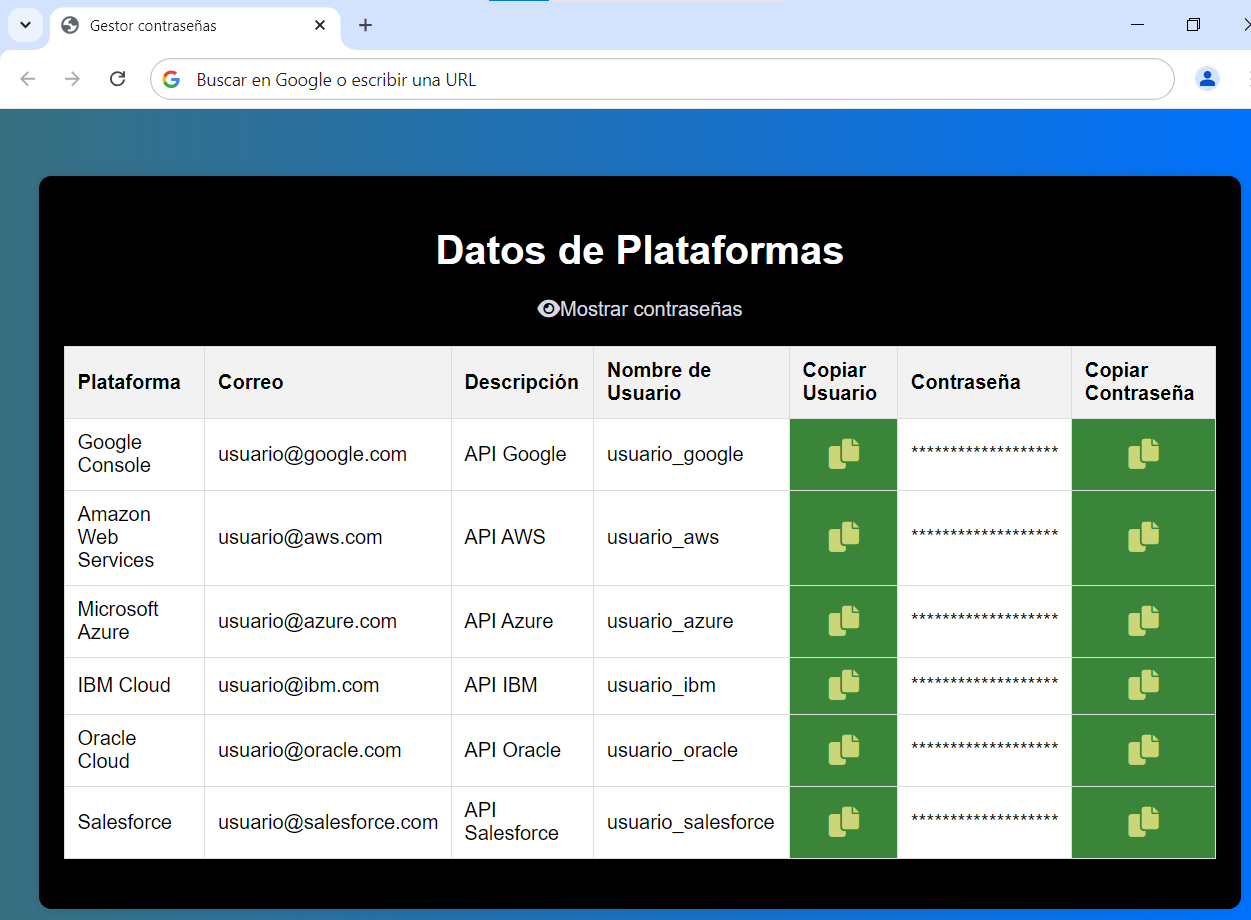 Gestor contraseñas
Buscar en Google o escribir una URL
Datos de Plataformas
Mostrar contraseñas
Plataforma
Correo
Descripción
Nombre de
Usuario
Copiar
Usuario
Contraseña
Copiar
Contraseña
Google
Console
usuario@google.com
API Google
usuario_google
*******************
Amazon
Web
Services
usuario@aws.com
API AWS
usuario_aws
*******************
Microsoft
Azure
usuario@azure.com
API Azure
usuario_azure
*******************
IBM Cloud
usuario@ibm.com
API IBM
usuario_ibm
*******************
Oracle
Cloud
usuario@oracle.com
API Oracle
usuario_oracle
*******************
Salesforce
usuario@salesforce.com
API
Salesforce
usuario_salesforce
*******************